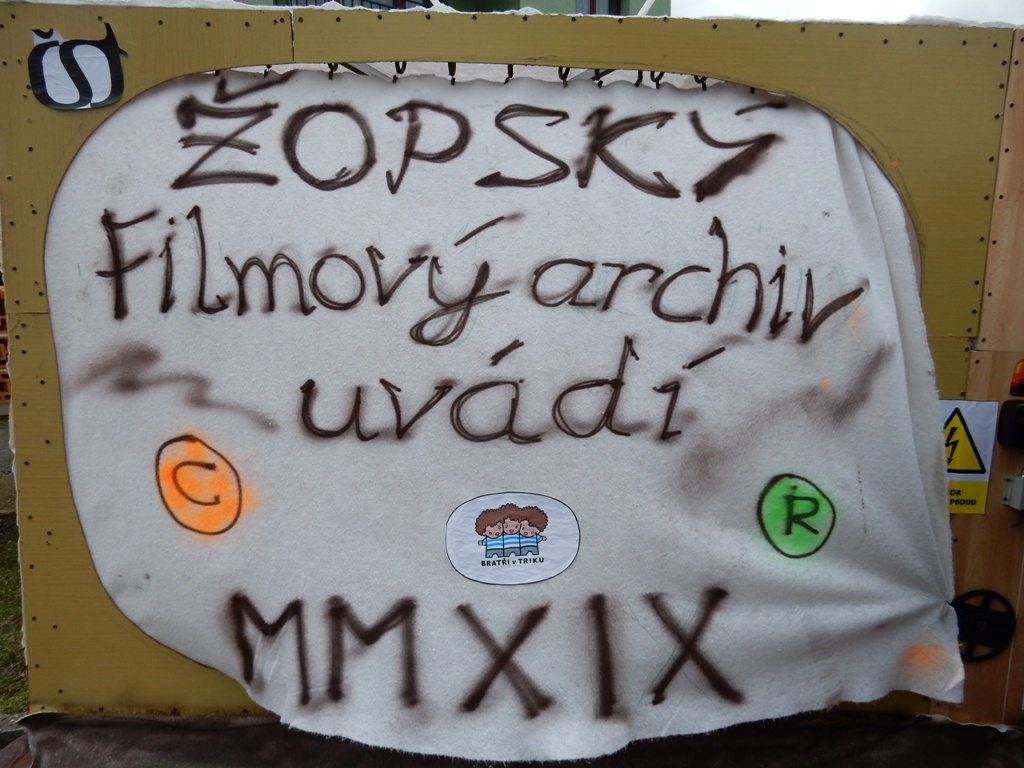 ŽOPSKÝ
Filmový archiv
uvádí
C
R
BRATŘI v TRIKU
MMXIX